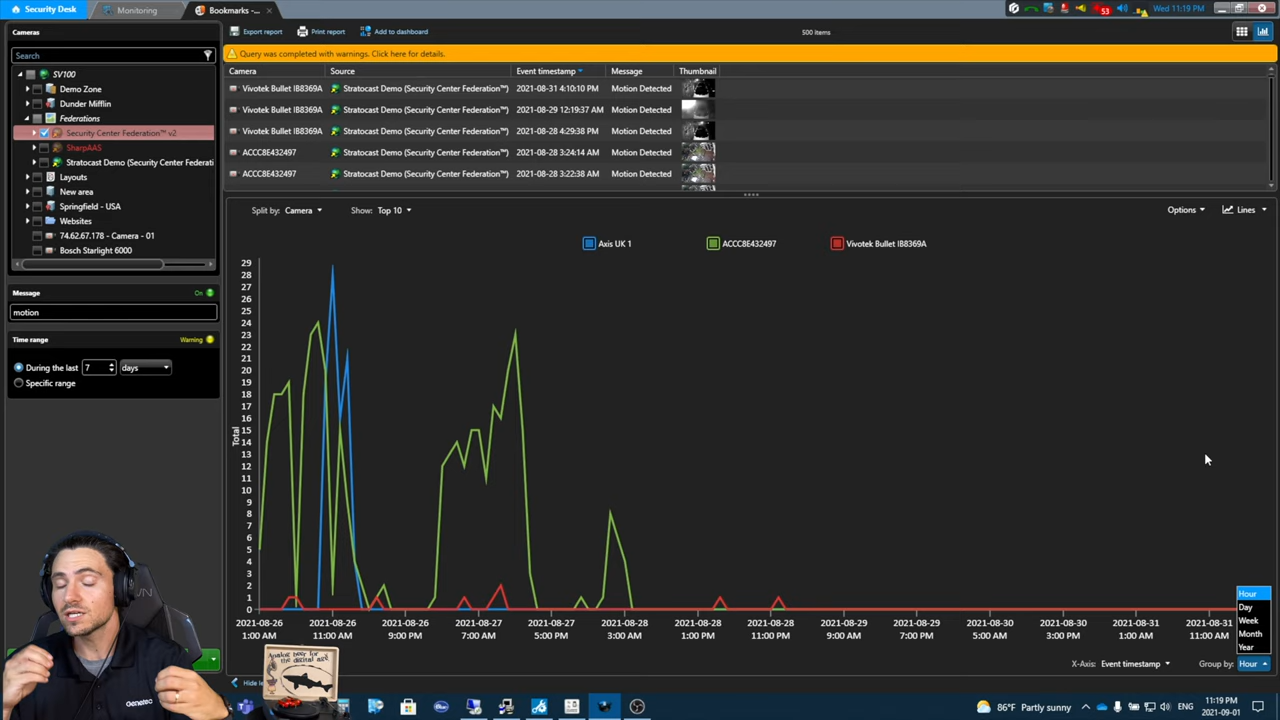 Security Desk
Monitoring
Bookmarks -...
53
Wed 11:19 PM
Cameras
Export report
Print report
Add to dashboard
500 items
Search
Query was completed with warnings. Click here for details.
Camera Source Event timestamp Message Thumbnail
Vivotek Bullet IB8369A Stratocast Demo (Security Center Federation™) 2021-08-31 4:10:10 PM Motion Detected
Vivotek Bullet IB8369A Stratocast Demo (Security Center Federation™) 2021-08-29 12:19:37 AM Motion Detected
Vivotek Bullet IB8369A Stratocast Demo (Security Center Federation™) 2021-08-28 4:29:38 PM Motion Detected
ACCC8E432497 Stratocast Demo (Security Center Federation™) 2021-08-28 3:24:14 AM Motion Detected
ACCC8E432497 Stratocast Demo (Security Center Federation™) 2021-08-28 3:22:38 AM Motion Detected
SV100
Demo Zone
Dunder Mifflin
Federations
Security Center Federation™ v2
SharpAAS
Stratocast Demo (Security Center Federati
Layouts
New area
Springfield - USA
Websites
74.62.67.178 - Camera - 01
Bosch Starlight 6000
Message On
motion
Time range Warning
During the last 7 days
Specific range
Split by: Camera Show: Top 10
Options Lines
Axis UK 1 ACCC8E432497 Vivotek Bullet IB8369A
Total
29
28
27
26
25
24
23
22
21
20
19
18
17
16
15
14
13
12
11
10
9
8
7
6
5
4
3
2
1
0
2021-08-26 2021-08-26 2021-08-26 2021-08-27 2021-08-27 2021-08-28 2021-08-28 2021-08-28 2021-08-29 2021-08-29 2021-08-30 2021-08-30 2021-08-31 2021-08-31
1:00 AM 11:00 AM 9:00 PM 7:00 AM 5:00 PM 3:00 AM 1:00 PM 11:00 PM 9:00 AM 7:00 PM 5:00 AM 3:00 PM 1:00 AM 11:00 AM
Hour
Day
Week
Month
Year
X-Axis: Event timestamp Group by: Hour
Hide le
Analog beer for
the digital age
Genetec
86°F Partly sunny
11:19 PM
2021-09-01